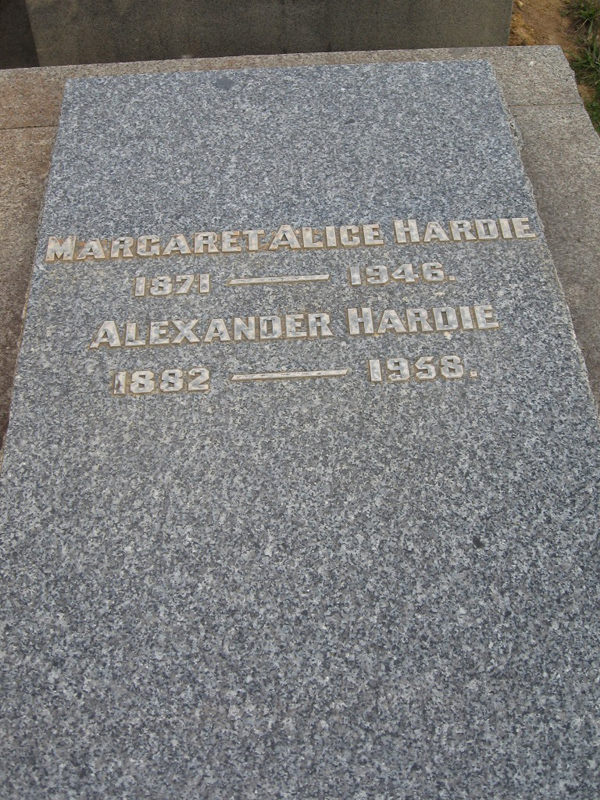 MARGARET ALICE HARDIE
1871 — 1946.
ALEXANDER HARDIE
1882 — 1958.